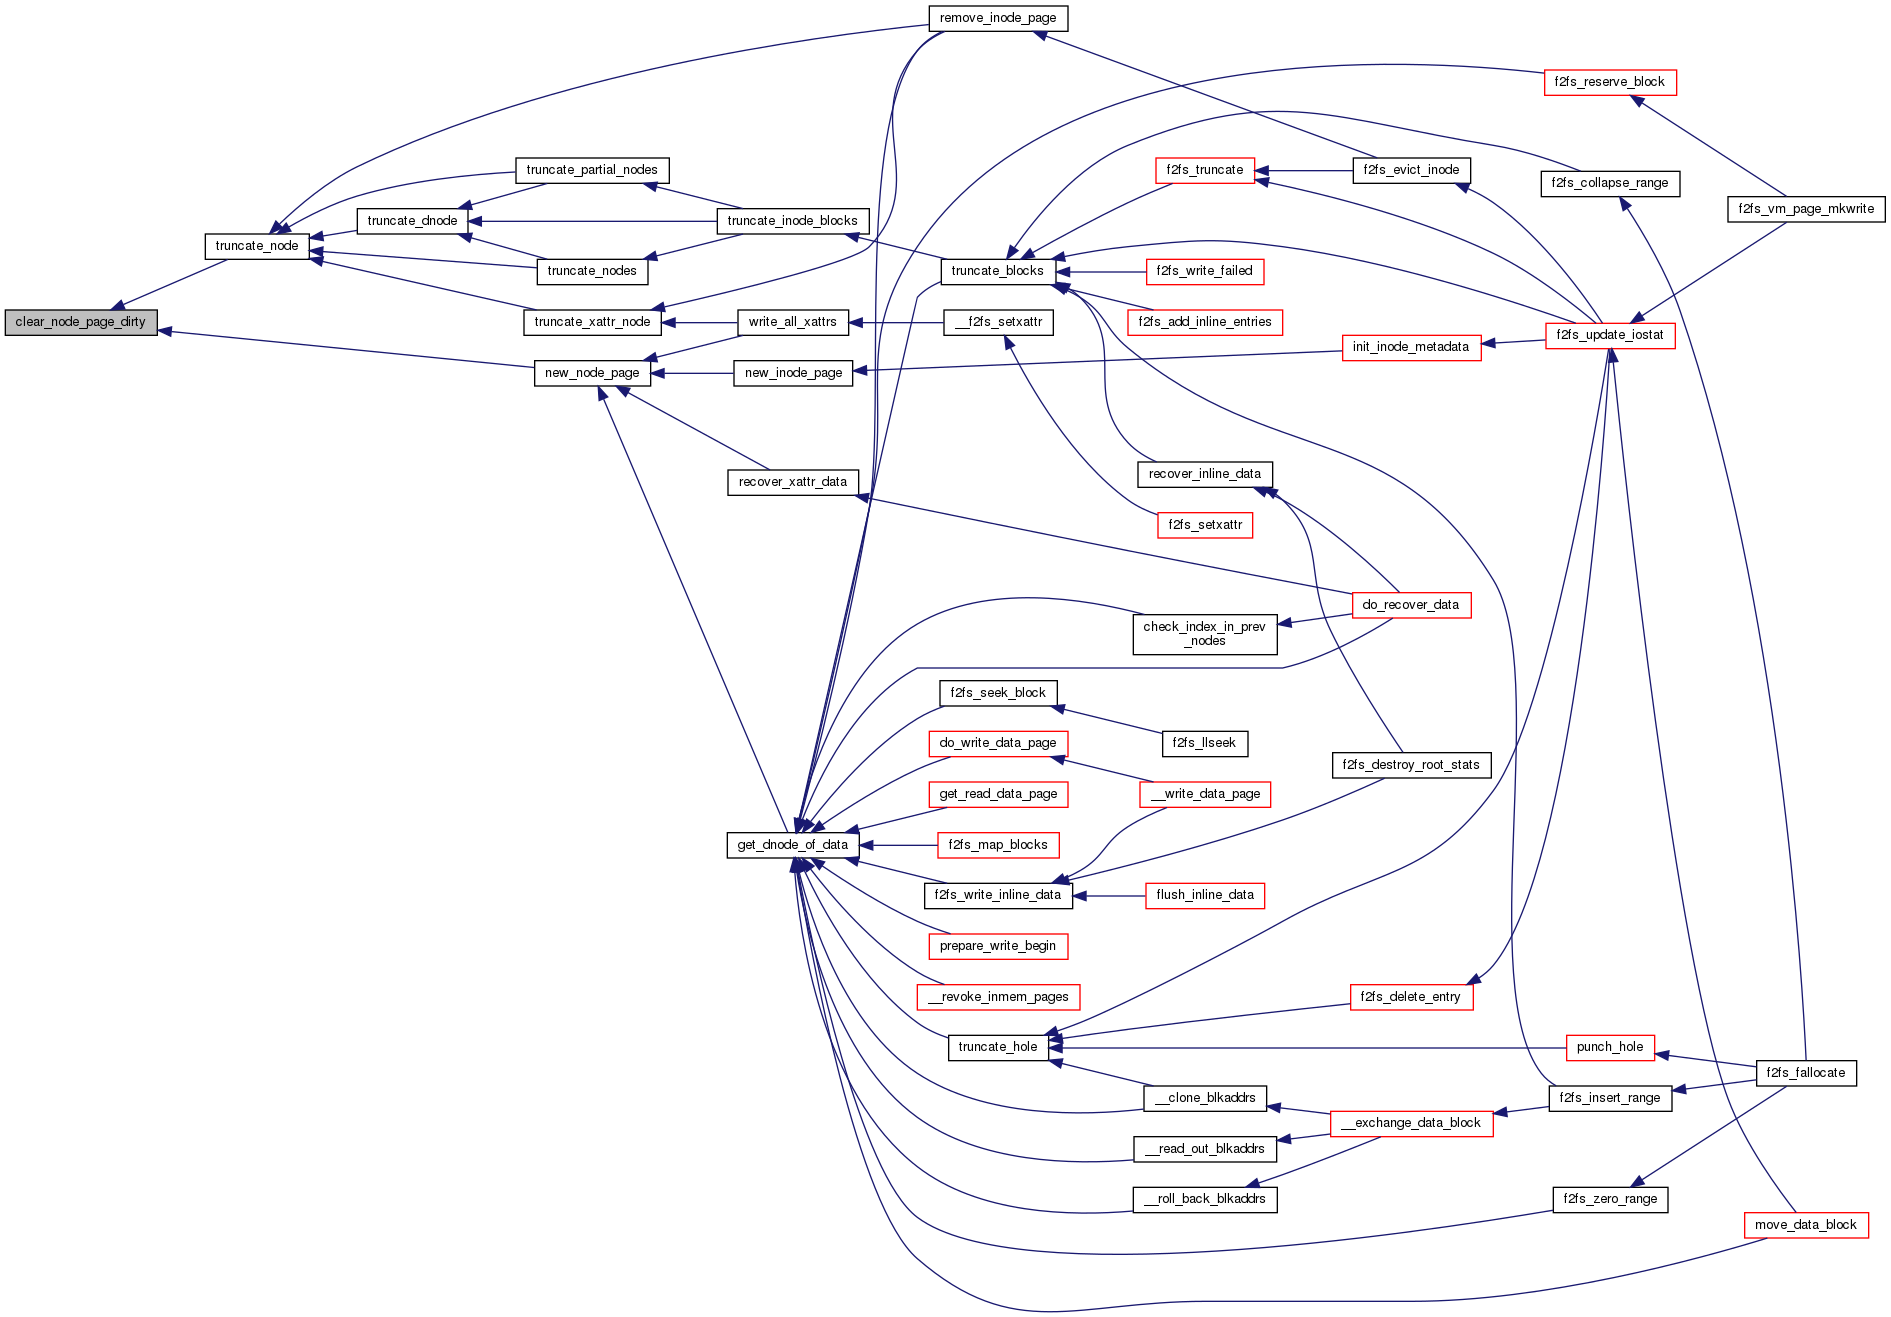 remove_inode_page
f2fs_reserve_block
truncate_partial_nodes
f2fs_truncate
f2fs_evict_inode
f2fs_collapse_range
f2fs_vm_page_mkwrite
truncate_dnode
truncate_inode_blocks
truncate_node
truncate_nodes
truncate_blocks
f2fs_write_failed
clear_node_page_dirty
truncate_xattr_node
write_all_xattrs
__f2fs_setxattr
f2fs_add_inline_entries
f2fs_update_iostat
init_inode_metadata
new_node_page
new_inode_page
recover_xattr_data
recover_inline_data
f2fs_setxattr
do_recover_data
check_index_in_prev
_nodes
f2fs_seek_block
f2fs_llseek
do_write_data_page
f2fs_destroy_root_stats
get_read_data_page
__write_data_page
get_dnode_of_data
f2fs_map_blocks
f2fs_write_inline_data
flush_inline_data
prepare_write_begin
__revoke_inmem_pages
f2fs_delete_entry
truncate_hole
punch_hole
f2fs_fallocate
__clone_blkaddrs
f2fs_insert_range
__exchange_data_block
__read_out_blkaddrs
__roll_back_blkaddrs
f2fs_zero_range
move_data_block